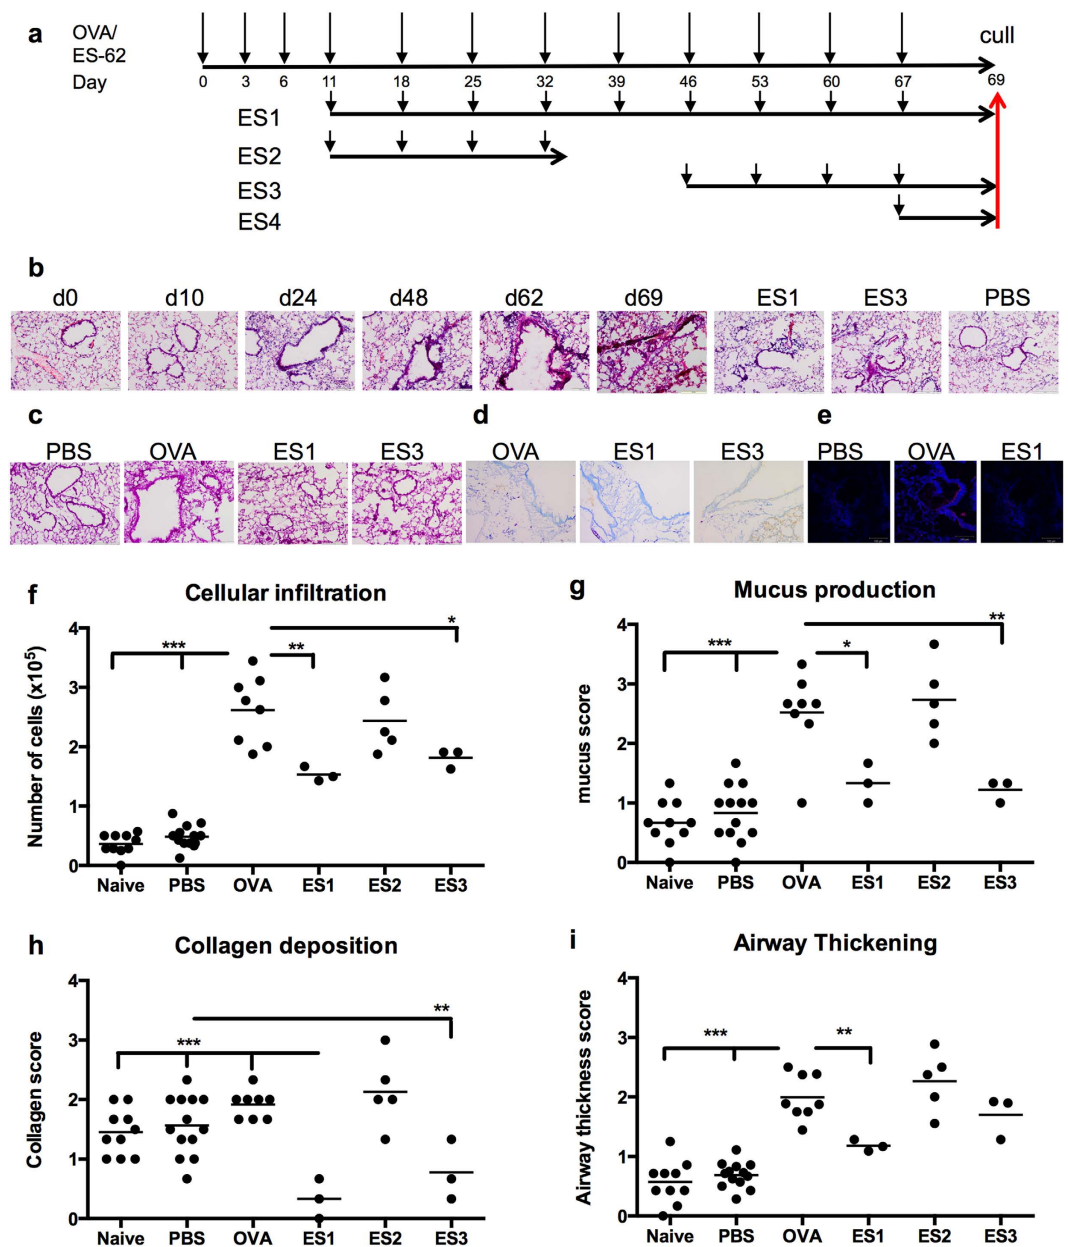 a
OVA/
ES-62
cull
Day
0 3 6 11 18 25 32 39 46 53 60 67 69
ES1
ES2
ES3
ES4
b
d0 d10 d24 d48 d62 d69 ES1 ES3 PBS
c d e
PBS OVA ES1 ES3 OVA ES1 ES3 PBS OVA ES1
f
Cellular infiltration
Number of cells (x10⁵)
4
3
2
1
0
*** ** *
Naive PBS OVA ES1 ES2 ES3
g
Mucus production
mucus score
4
3
2
1
0
*** * **
Naive PBS OVA ES1 ES2 ES3
h
Collagen deposition
Collagen score
4
3
2
1
0
*** **
Naive PBS OVA ES1 ES2 ES3
i
Airway Thickening
Airway thickness score
4
3
2
1
0
*** **
Naive PBS OVA ES1 ES2 ES3